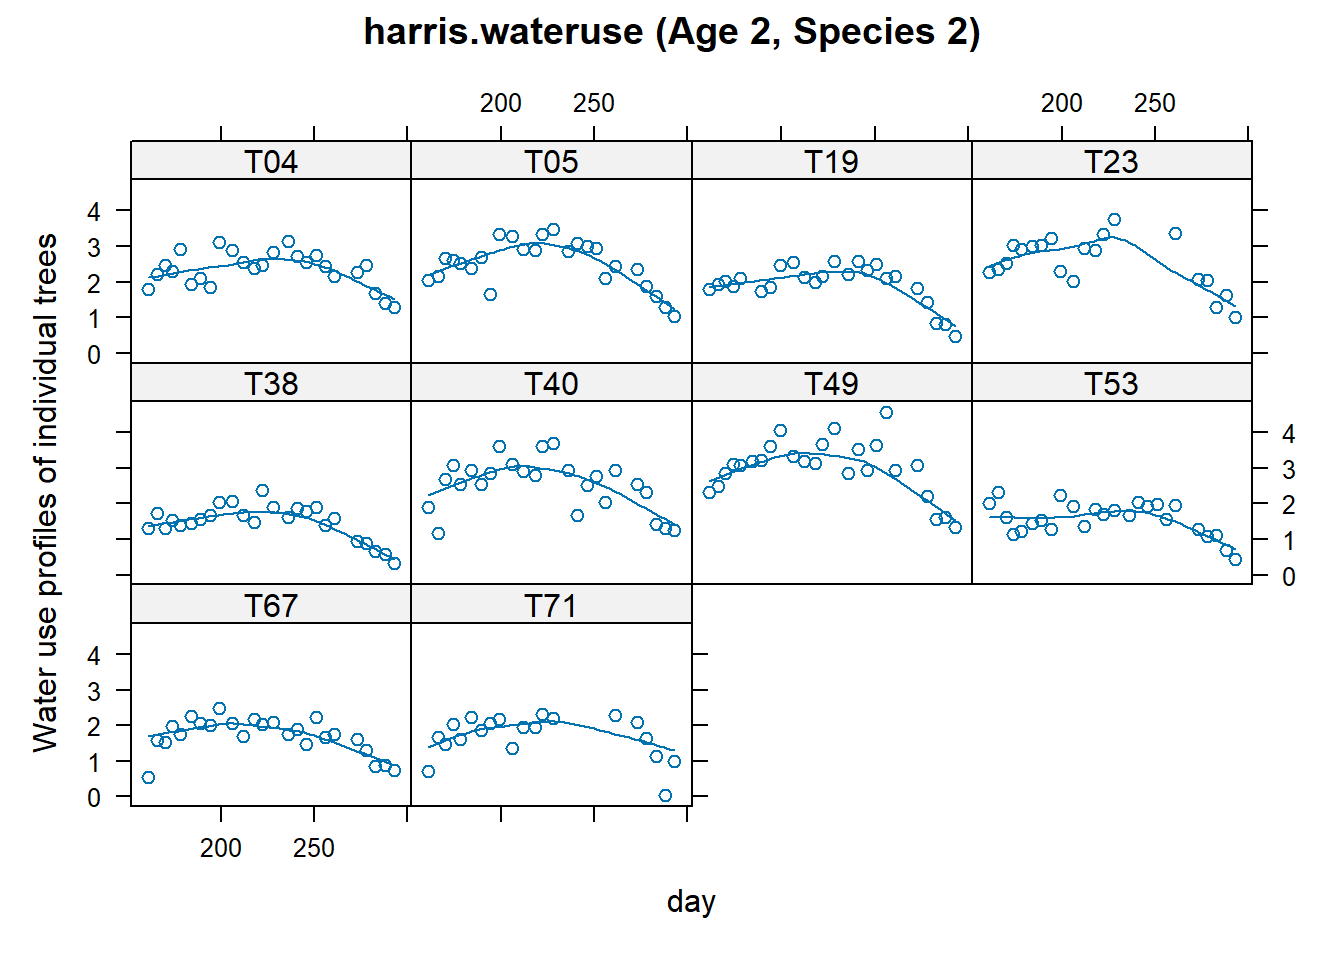 harris.wateruse (Age 2, Species 2)
200 250 200 250
T04 T05 T19 T23
4
3
2
1
0
T38 T40 T49 T53
4
3
2
1
0
T67 T71
4
3
2
1
0
200 250
Water use profiles of individual trees
day